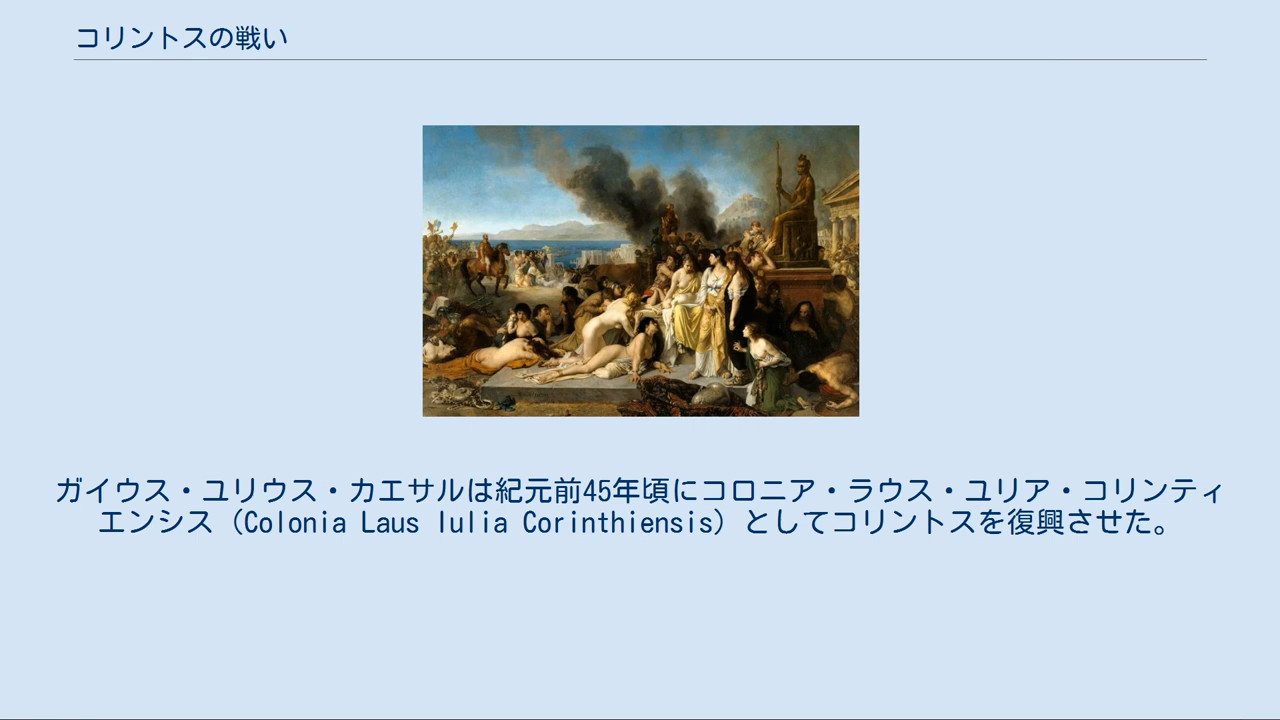 コリントスの戦い
ガイウス・ユリウス・カエサルは紀元前45年頃にコロニア・ラウス・ユリア・コリンティ
エンシス（Colonia Laus Iulia Corinthiensis）としてコリントスを復興させた。